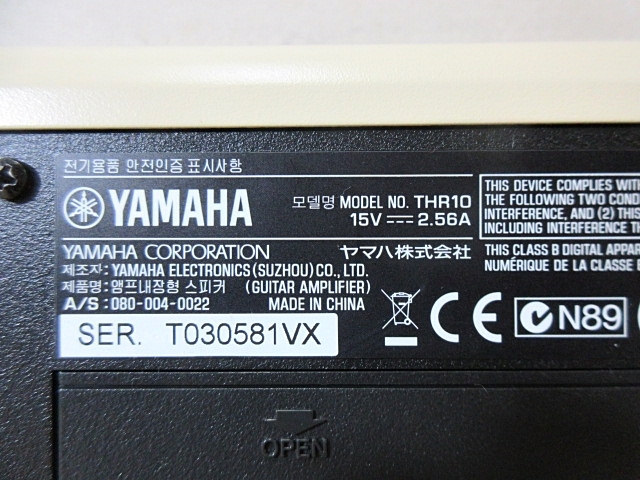 전기용품 안전인증 표시사항
YAMAHA
모델명 MODEL NO. THR10
15V 2.56A
YAMAHA CORPORATION ヤマハ株式会社
제조자: YAMAHA ELECTRONICS(SUZHOU) CO., LTD.
제품명: 앰프내장형 스피커 (GUITAR AMPLIFIER)
A/S: 080-004-0022 MADE IN CHINA
SER. T030581VX
THIS DEVICE COMPLIES WITH
THE FOLLOWING TWO COND
INTERFERENCE, AND (2) THI
INCLUDING INTERFERENCE TH
THIS CLASS B DIGITAL APPAR
NUMÉRIQUE DE LA CLASSE B
CE
N89
OPEN